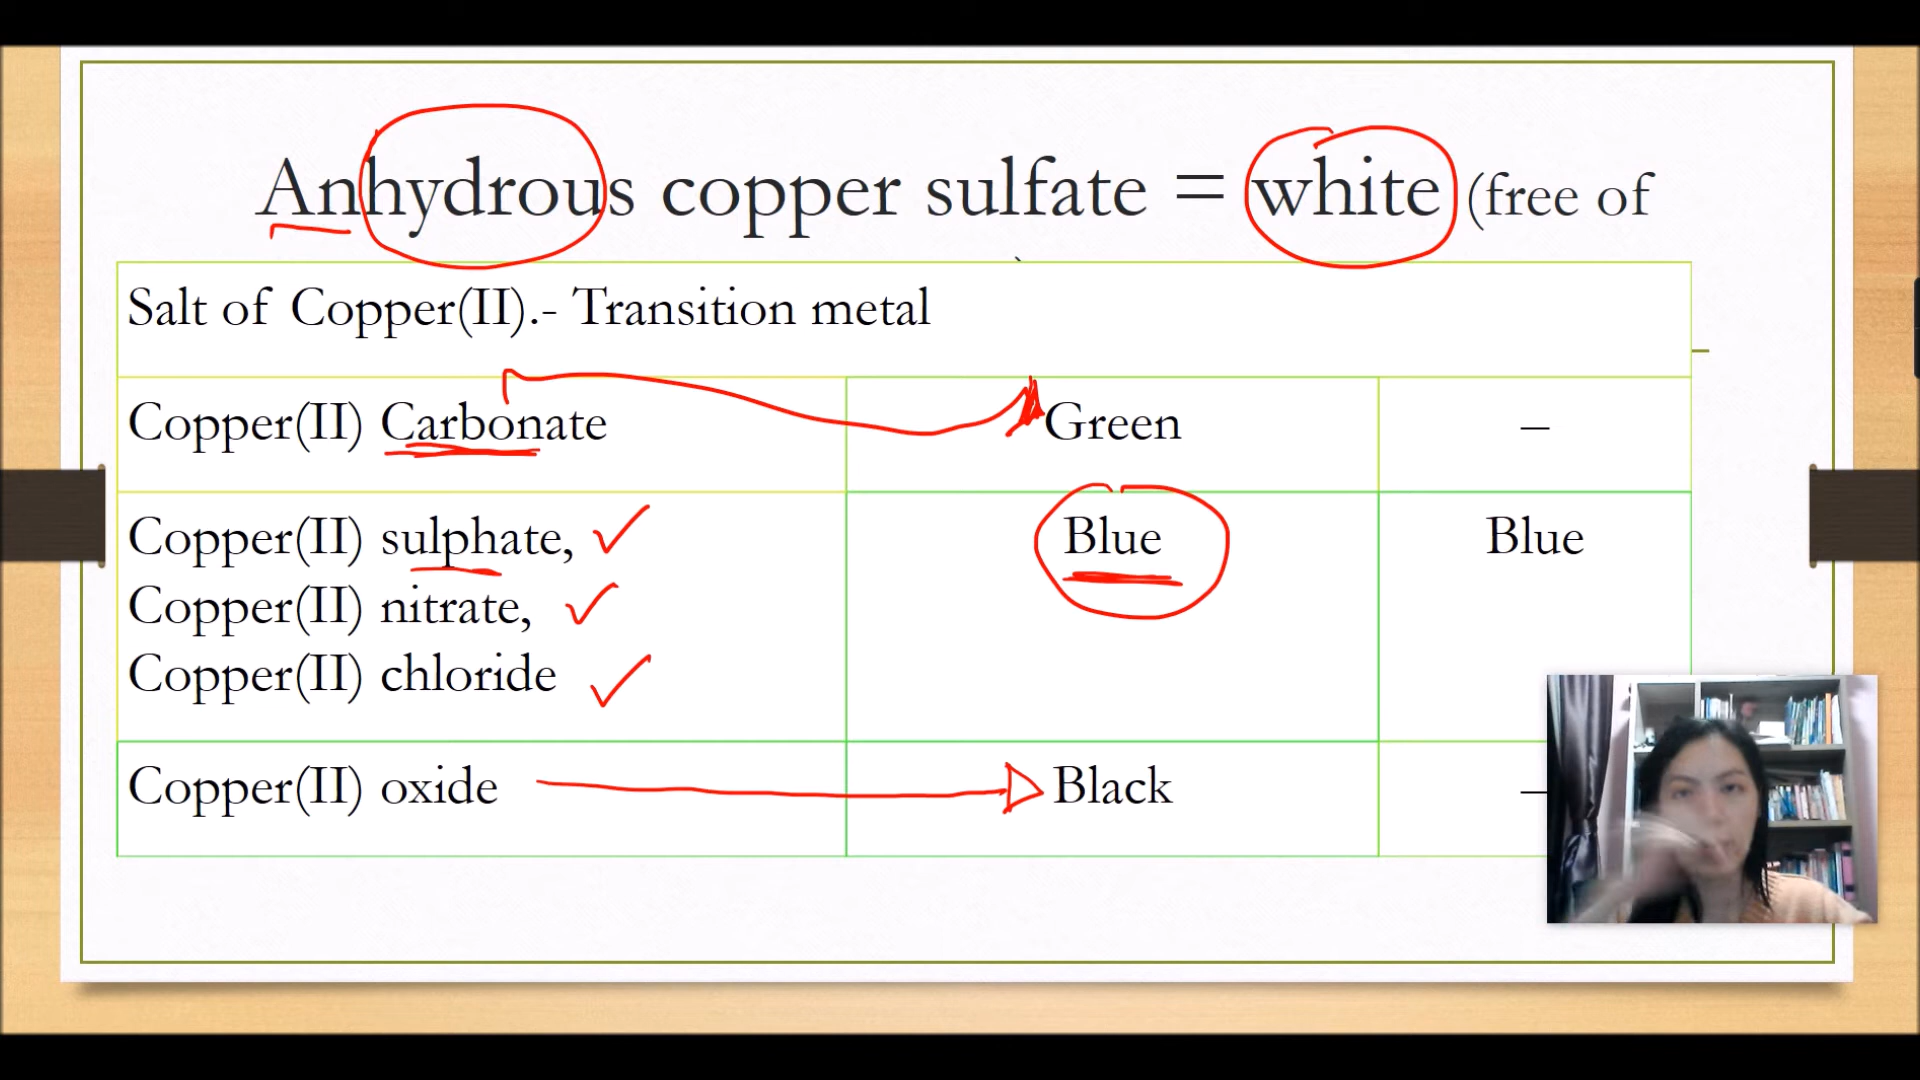 Anhydrous copper sulfate = white (free of
Salt of Copper(II).- Transition metal
Copper(II) Carbonate Green –
Copper(II) sulphate, Blue Blue
Copper(II) nitrate,
Copper(II) chloride
Copper(II) oxide Black –